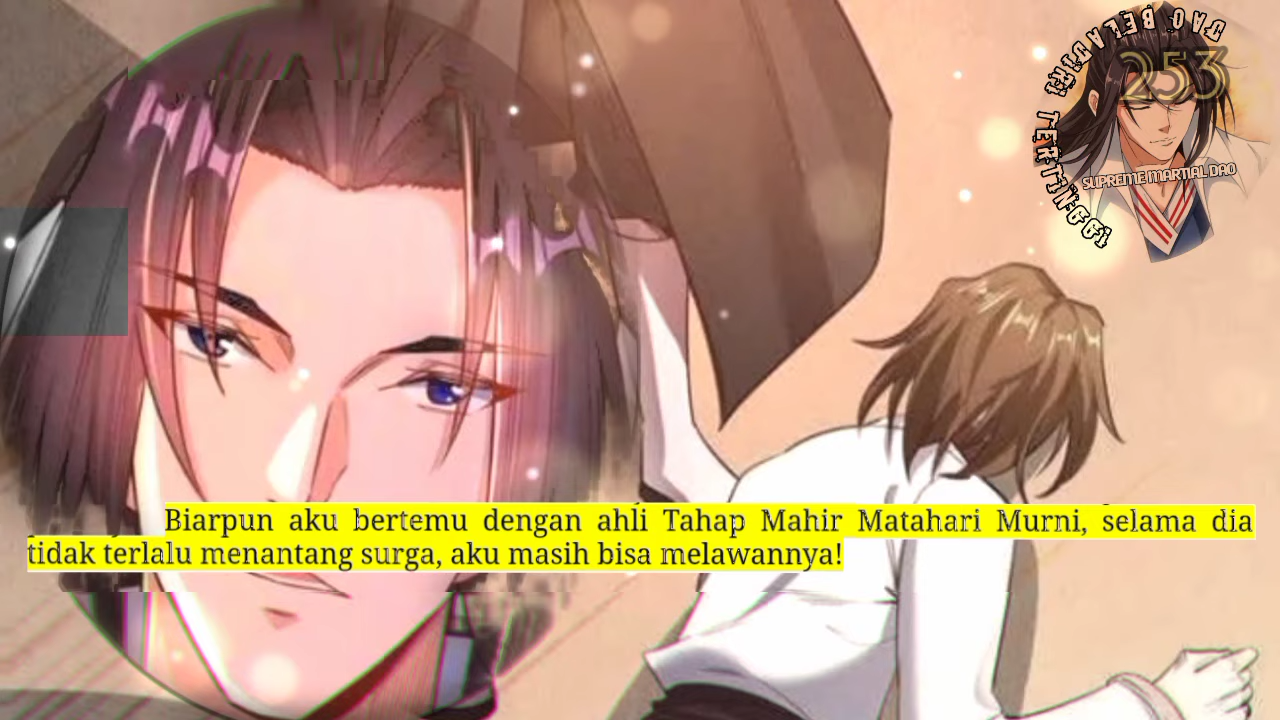 DAO BELADIRI TERTINGGI
253
SUPREME MARTIAL DAO
Biarpun aku bertemu dengan ahli Tahap Mahir Matahari Murni, selama dia
tidak terlalu menantang surga, aku masih bisa melawannya!